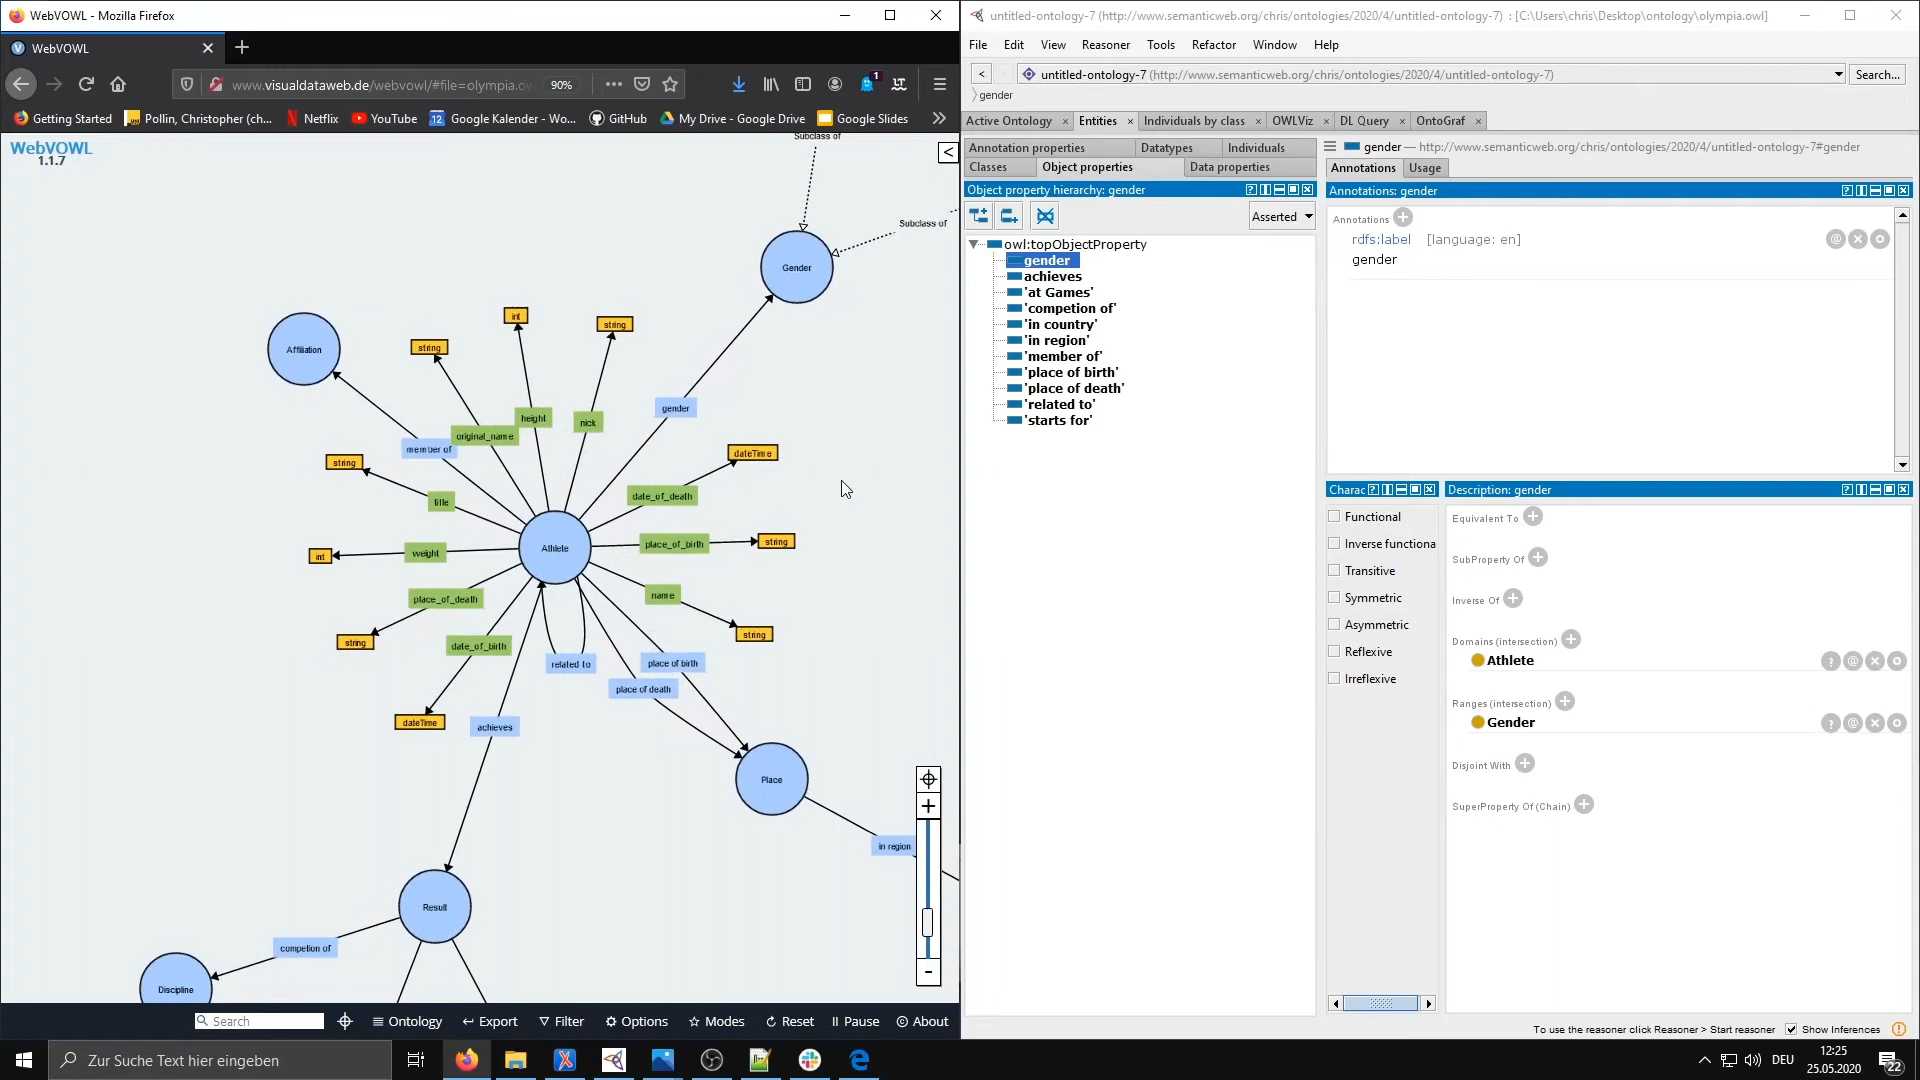 WebVOWL - Mozilla Firefox
WebVOWL
www.visualdataweb.de/webvowl/#file=olympia.ow
90%
1
Getting Started
Pollin, Christopher (ch...
Netflix
YouTube
12
Google Kalender - Wo...
GitHub
My Drive - Google Drive
Google Slides
WebVOWL
1.1.7
<
Subclass of
Subclass of
Gender
Affiliation
int
string
string
height
nick
gender
original_name
member of
dateTime
string
date_of_death
title
Athlete
place_of_birth
string
int
weight
name
place_of_death
string
string
date_of_birth
related to
place of birth
place of death
dateTime
achieves
Place
in region
Result
competion of
Discipline
+
-
Search
Ontology
Export
Filter
Options
Modes
Reset
Pause
About
untitled-ontology-7 (http://www.semanticweb.org/chris/ontologies/2020/4/untitled-ontology-7) : [C:\Users\chris\Desktop\ontology\olympia.owl]
File Edit View Reasoner Tools Refactor Window Help
<
untitled-ontology-7 (http://www.semanticweb.org/chris/ontologies/2020/4/untitled-ontology-7)
Search...
gender
Active Ontology × Entities × Individuals by class × OWLViz × DL Query × OntoGraf ×
Annotation properties Datatypes Individuals
Classes Object properties Data properties
Object property hierarchy: gender
Asserted
owl:topObjectProperty
gender
achieves
'at Games'
'competion of'
'in country'
'in region'
'member of'
'place of birth'
'place of death'
'related to'
'starts for'
gender — http://www.semanticweb.org/chris/ontologies/2020/4/untitled-ontology-7#gender
Annotations Usage
Annotations: gender
Annotations
rdfs:label [language: en]
gender
Charac
Functional
Inverse functiona
Transitive
Symmetric
Asymmetric
Reflexive
Irreflexive
Description: gender
Equivalent To
SubProperty Of
Inverse Of
Domains (intersection)
Athlete
Ranges (intersection)
Gender
Disjoint With
SuperProperty Of (Chain)
To use the reasoner click Reasoner > Start reasoner
Show Inferences
Zur Suche Text hier eingeben
DEU
12:25
25.05.2020
22